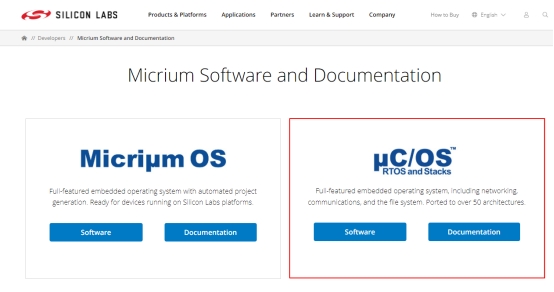 SILICON LABS
Products & Platforms Applications Partners Learn & Support Company How to Buy English
// Developers // Micrium Software and Documentation
Micrium Software and Documentation
Micriµm OS
Full-featured embedded operating system with automated project
generation. Ready for devices running on Silicon Labs platforms.
Software Documentation
µC/OS™
RTOS and Stacks
Full-featured embedded operating system, including networking,
communications, and the file system. Ported to over 50 architectures.
Software Documentation